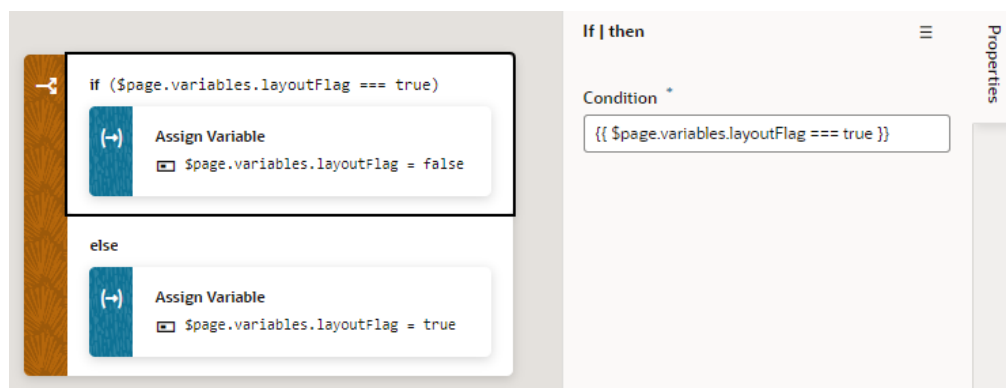 if ($page.variables.layoutFlag === true)
Assign Variable
$page.variables.layoutFlag = false
else
Assign Variable
$page.variables.layoutFlag = true
If | then
Condition *
{{ $page.variables.layoutFlag === true }}
Properties